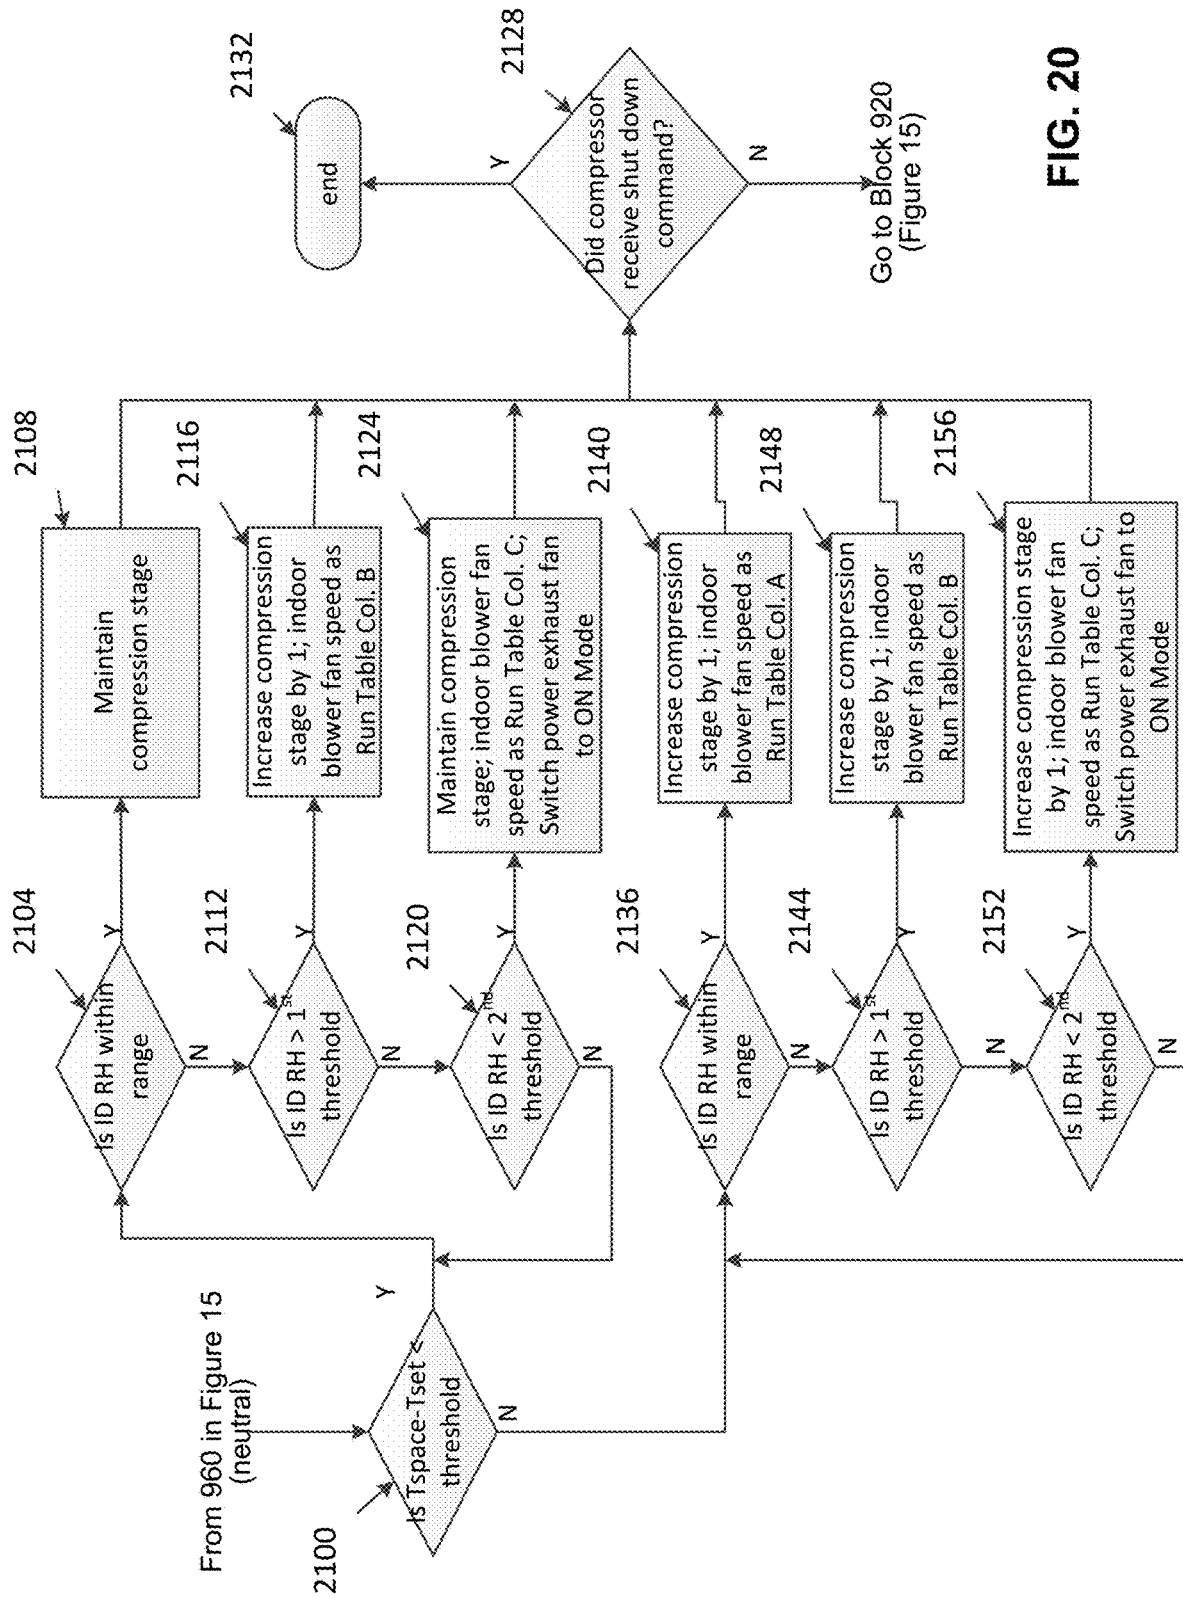 From 960 in Figure 15
(neutral)
2100
Is Tspace-Tset <
threshold
Y
N
2104
Is ID RH within
range
Y
N
2108
Maintain
compression stage
2112
Is ID RH > 1st
threshold
Y
N
2116
Increase compression
stage by 1; indoor
blower fan speed as
Run Table Col. B
2120
Is ID RH < 2nd
threshold
Y
N
2124
Maintain compression
stage; indoor blower fan
speed as Run Table Col. C;
Switch power exhaust fan
to ON Mode
2136
Is ID RH within
range
Y
N
2140
Increase compression
stage by 1; indoor
blower fan speed as
Run Table Col. A
2144
Is ID RH > 1st
threshold
Y
N
2148
Increase compression
stage by 1; indoor
blower fan speed as
Run Table Col. B
2152
Is ID RH < 2nd
threshold
Y
N
2156
Increase compression stage
by 1; indoor blower fan
speed as Run Table Col. C;
Switch power exhaust fan to
ON Mode
2128
Did compressor
receive shut down
command?
Y
N
2132
end
Go to Block 920
(Figure 15)
FIG. 20